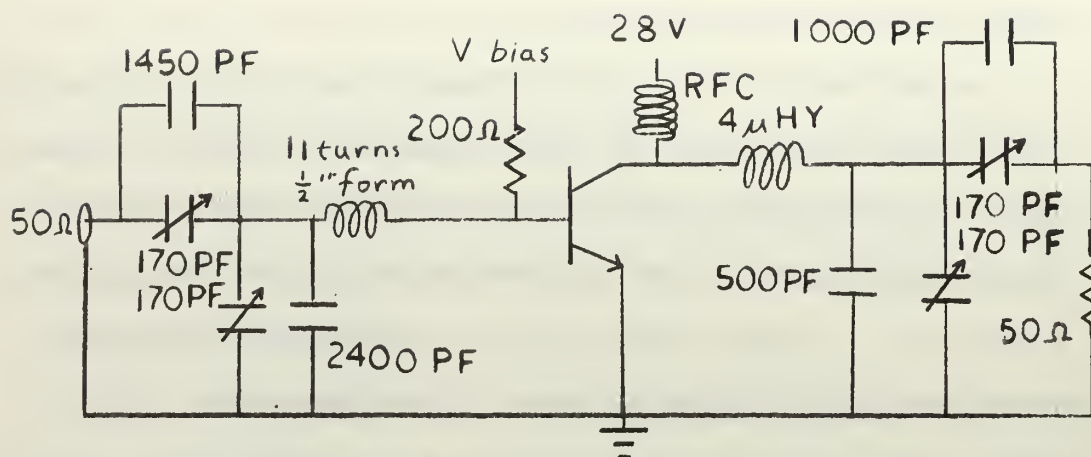 1450 PF
V bias
28 V
1000 PF
RFC
200Ω
4 μHY
11 turns
1/2" form
50Ω
170 PF
170 PF
170 PF
170 PF
500 PF
50Ω
2400 PF